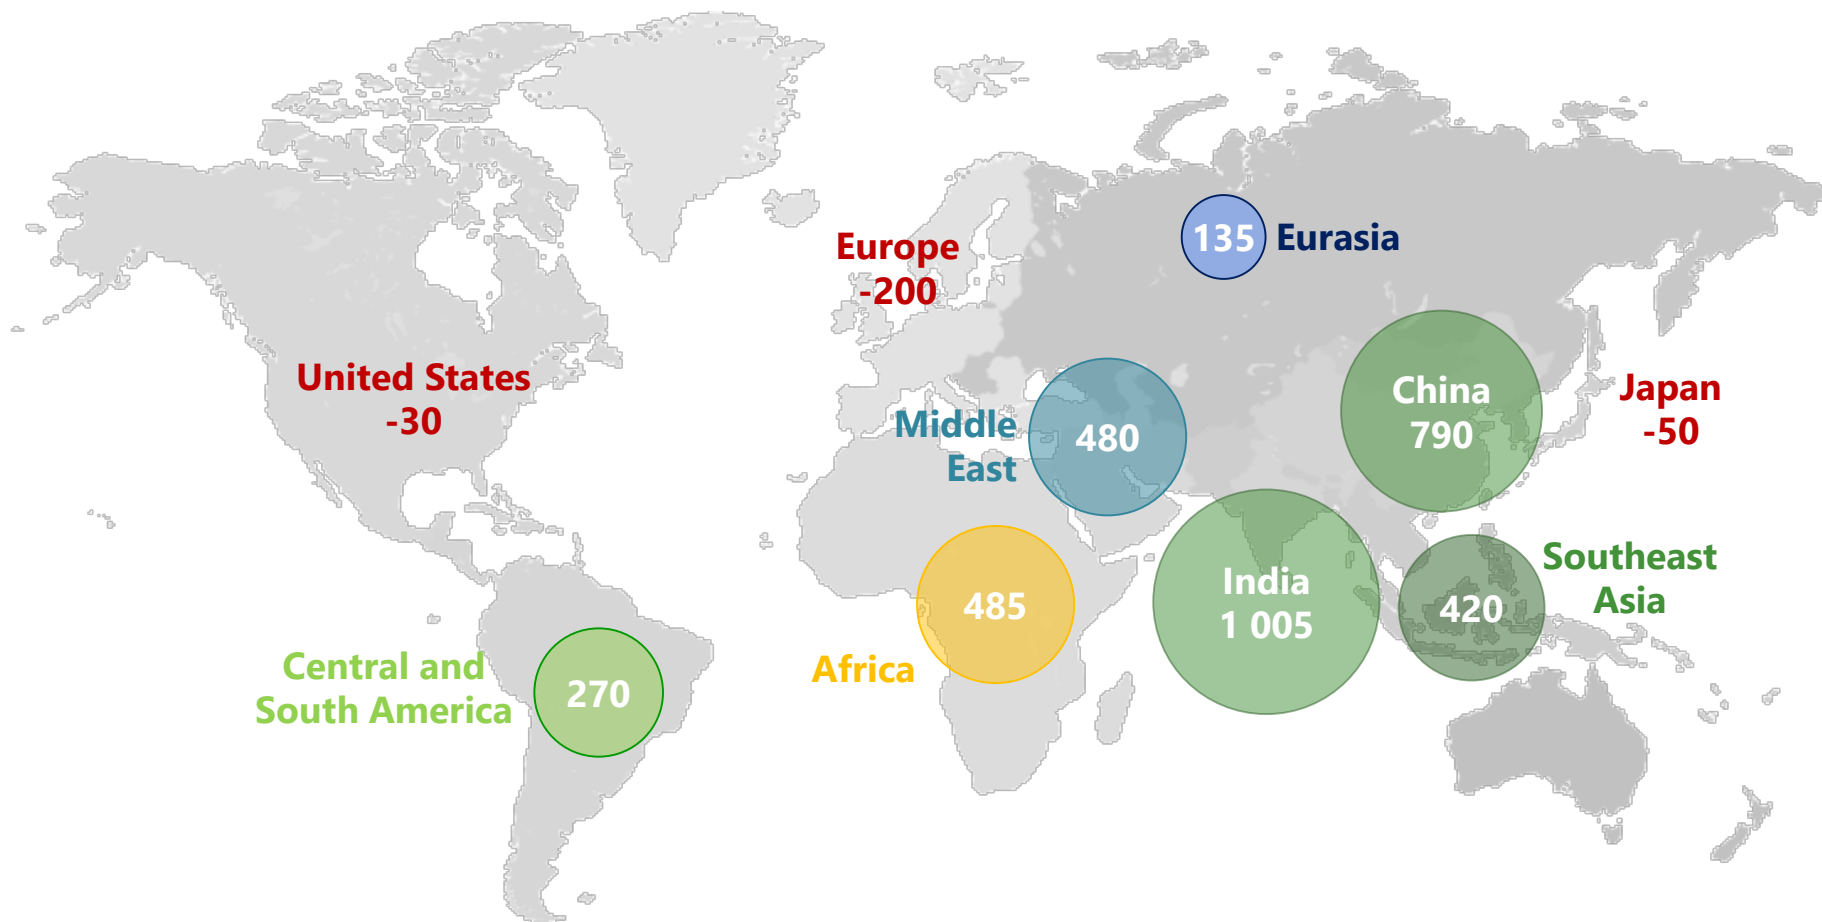 Europe
-200
135
Eurasia
United States
-30
China
790
Japan
-50
Middle
East
480
Southeast
Asia
India
1 005
485
420
Africa
Central and
South America
270